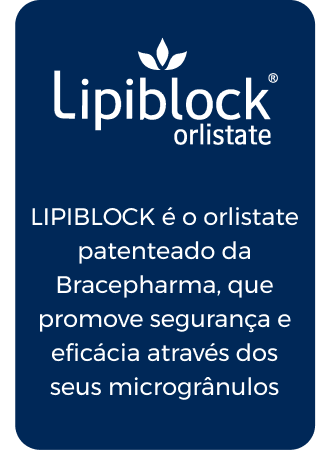 Lipiblock®
orlistate
LIPIBLOCK é o orlistate
patenteado da
Bracepharma, que
promove segurança e
eficácia através dos
seus microgrânulos